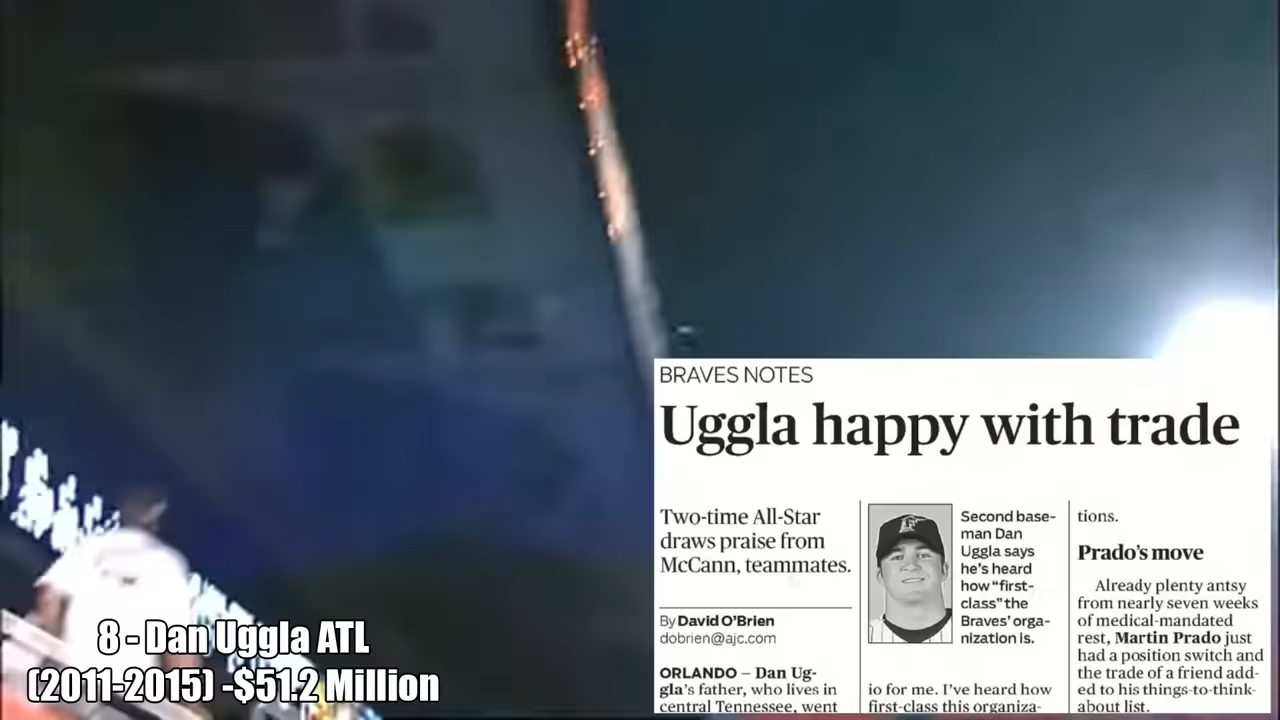 BRAVES NOTES
Uggla happy with trade
Two-time All-Star
draws praise from
McCann, teammates.
By David O'Brien
dobrien@ajc.com
ORLANDO – Dan Ug-
gla's father, who lives in
central Tennessee, went
F
Second base-
man Dan
Uggla says
he's heard
how “first-
class” the
Braves' orga-
nization is.
io for me. I've heard how
first-class this organiza-
tions.
Prado's move
Already plenty antsy
from nearly seven weeks
of medical-mandated
rest, Martin Prado just
had a position switch and
the trade of a friend add-
ed to his things-to-think-
about list.
8 - Dan Uggla ATL
(2011-2015) -$51.2 Million